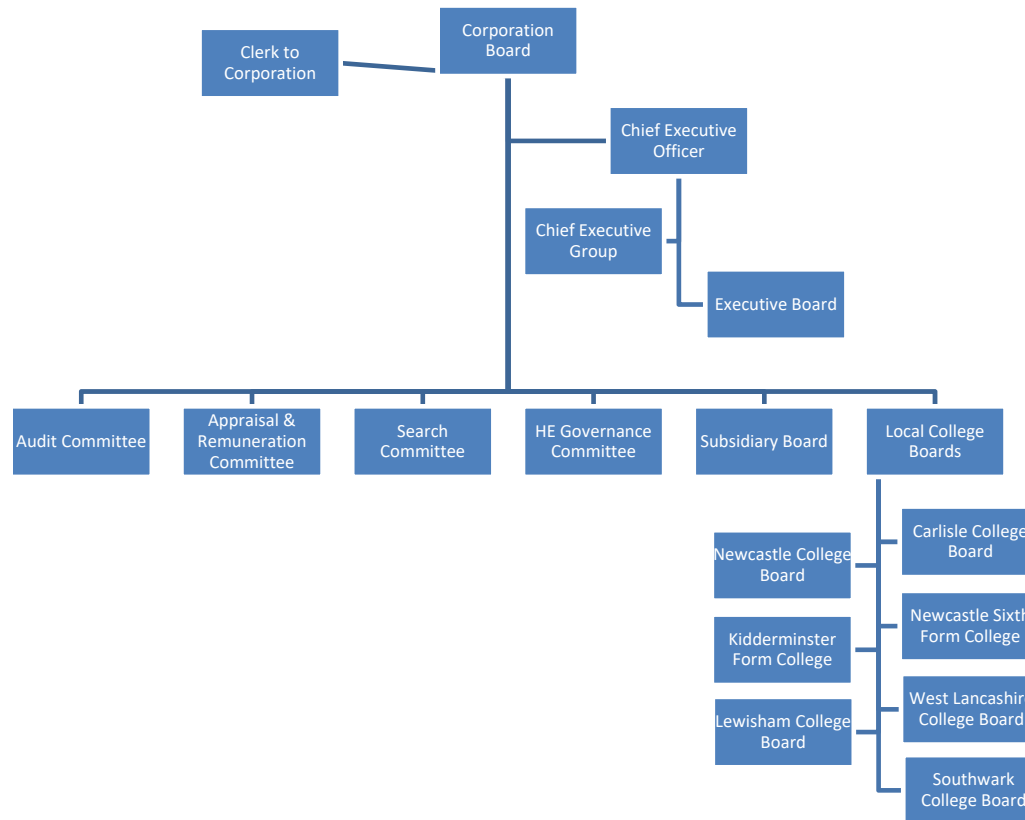 Corporation
Board
Clerk to
Corporation
Chief Executive
Officer
Chief Executive
Group
Executive Board
Audit Committee
Appraisal &
Remuneration
Committee
Search
Committee
HE Governance
Committee
Subsidiary Board
Local College
Boards
Carlisle College
Board
Newcastle College
Board
Newcastle Sixth
Form College
Kidderminster
Form College
West Lancashire
College Board
Lewisham College
Board
Southwark
College Board